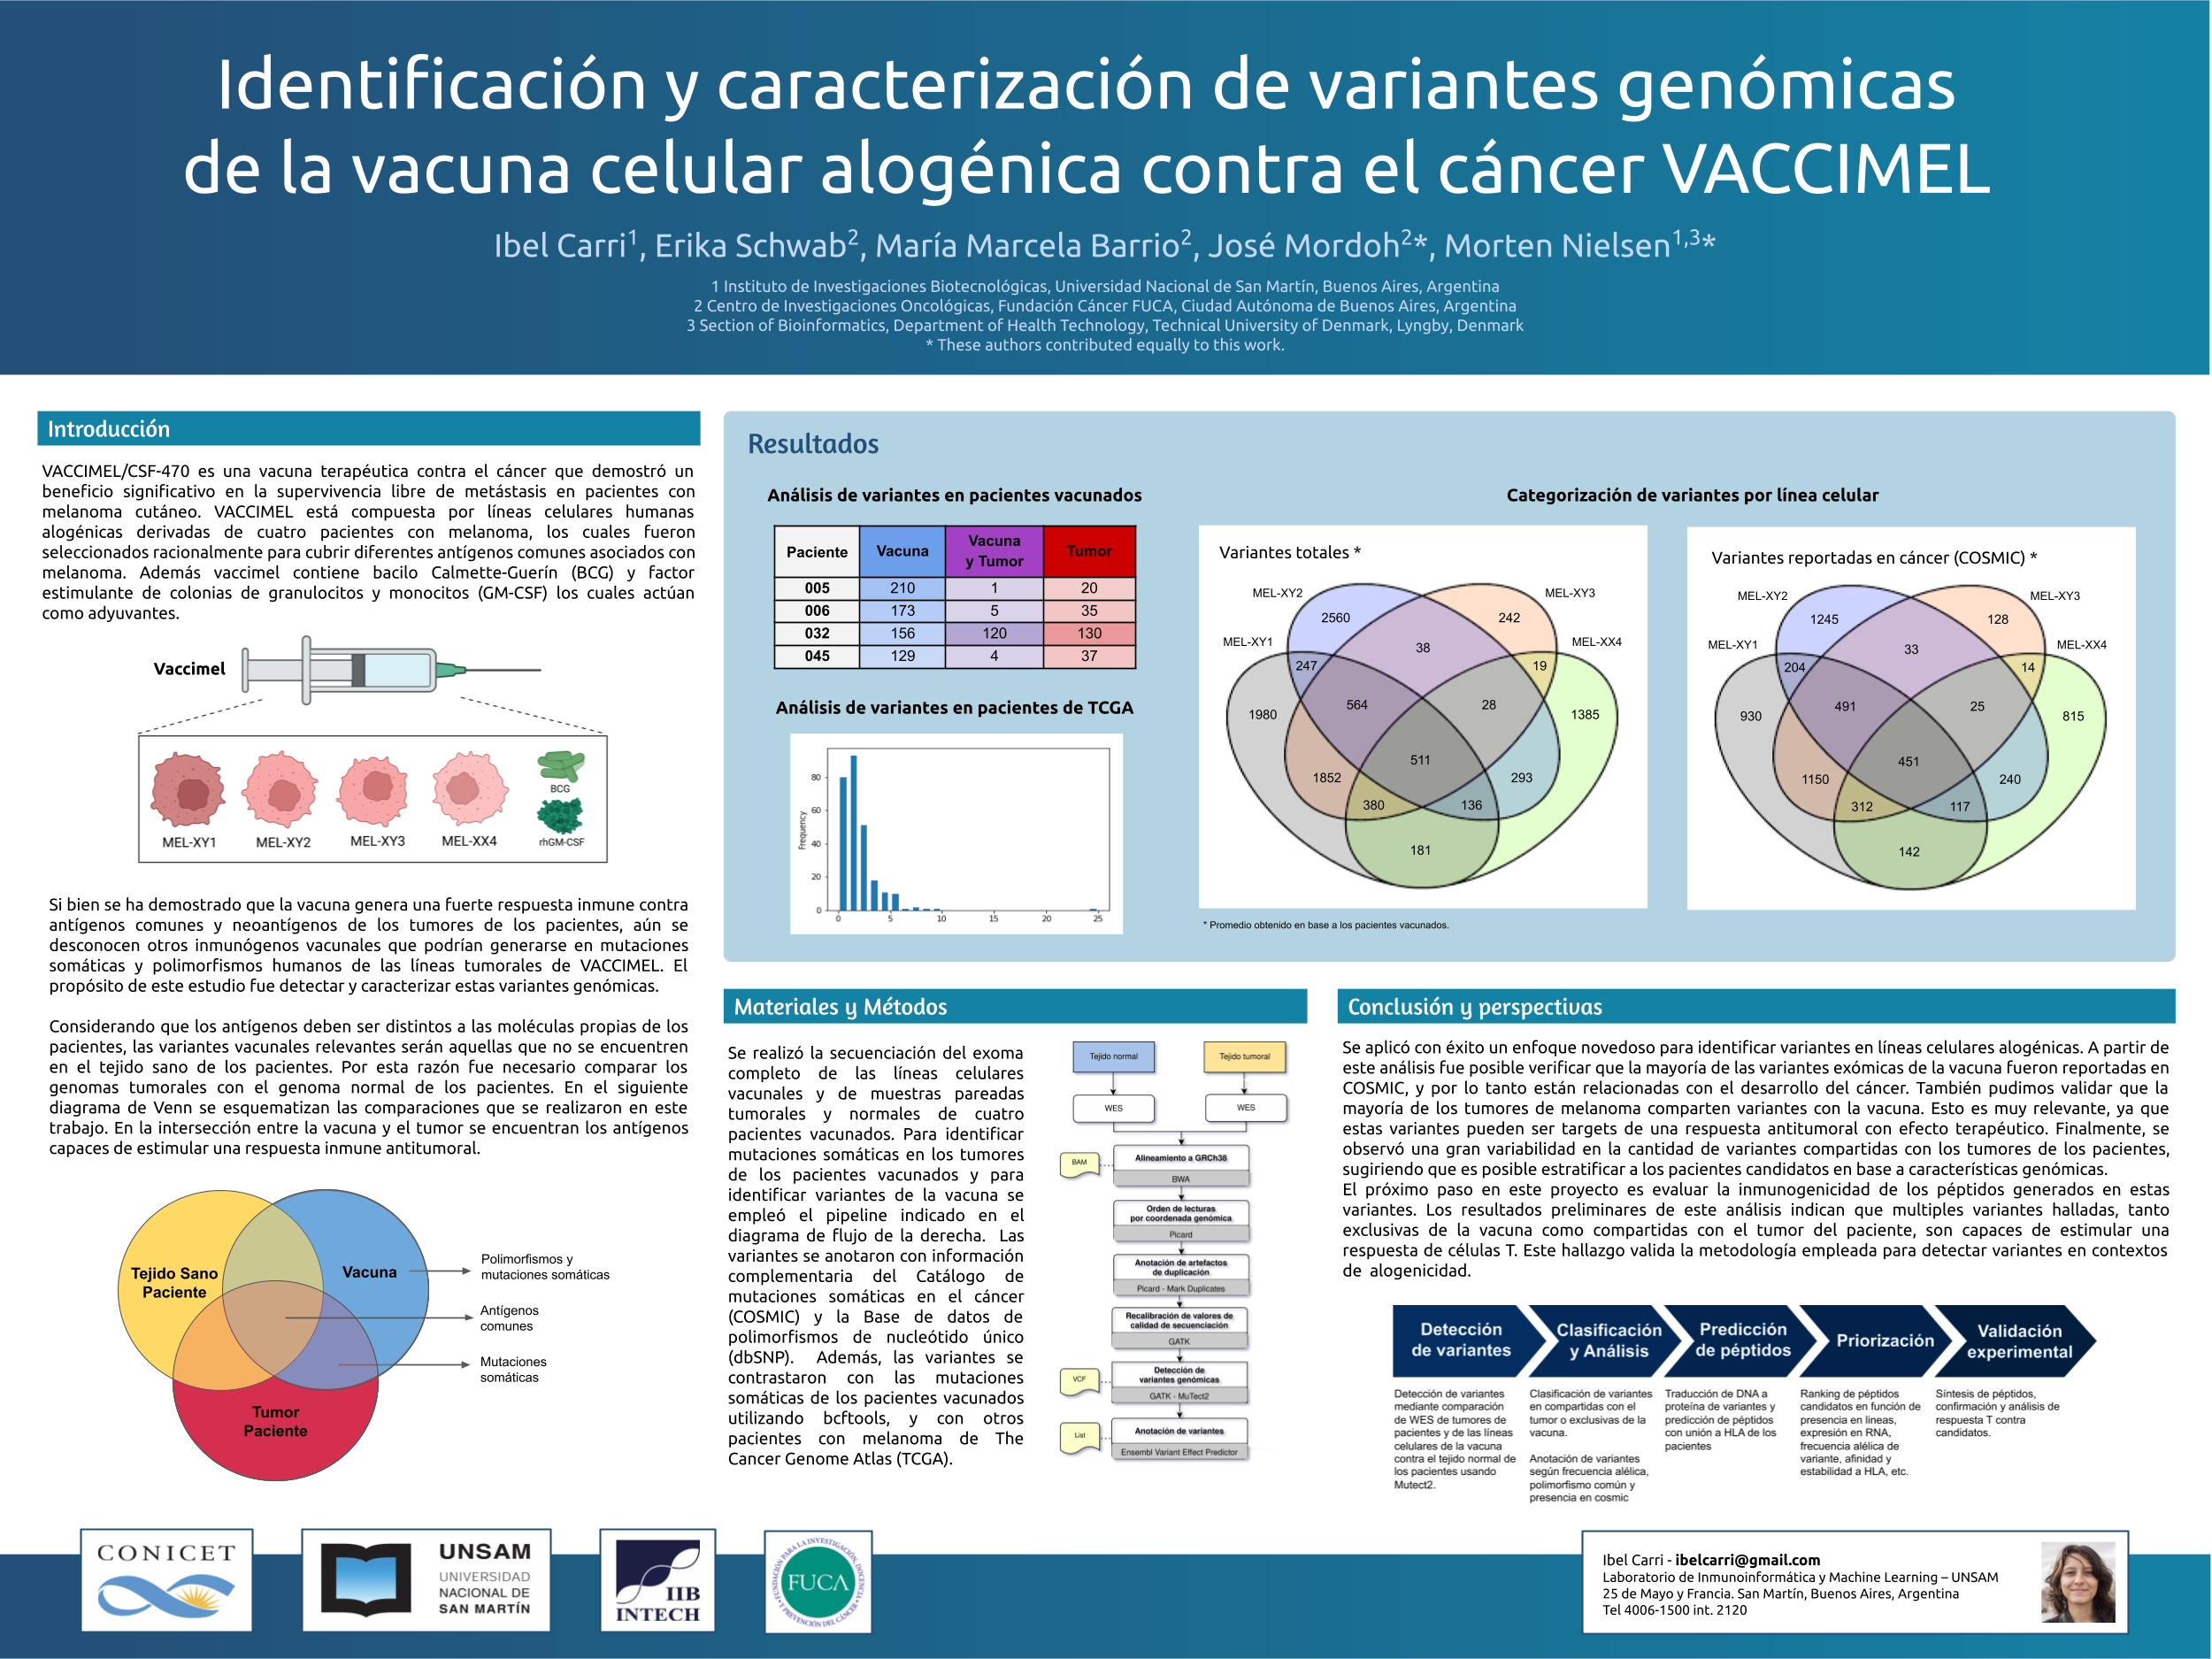 Identificación y caracterización de variantes genómicas
de la vacuna celular alogénica contra el cáncer VACCIMEL
Ibel Carri1, Erika Schwab2, María Marcela Barrio2, José Mordoh2*, Morten Nielsen1,3*
1 Instituto de Investigaciones Biotecnológicas, Universidad Nacional de San Martín, Buenos Aires, Argentina
2 Centro de Investigaciones Oncológicas, Fundación Cáncer FUCA, Ciudad Autónoma de Buenos Aires, Argentina
3 Section of Bioinformatics, Department of Health Technology, Technical University of Denmark, Lyngby, Denmark
* These authors contributed equally to this work.
Introducción
VACCIMEL/CSF-470 es una vacuna terapéutica contra el cáncer que demostró un
beneficio significativo en la supervivencia libre de metástasis en pacientes con
melanoma cutáneo. VACCIMEL está compuesta por líneas celulares humanas
alogénicas derivadas de cuatro pacientes con melanoma, los cuales fueron
seleccionados racionalmente para cubrir diferentes antígenos comunes asociados con
melanoma. Además vaccimel contiene bacilo Calmette-Guerín (BCG) y factor
estimulante de colonias de granulocitos y monocitos (GM-CSF) los cuales actúan
como adyuvantes.
Vaccimel
MEL-XY1
MEL-XY2
MEL-XY3
MEL-XX4
BCG
rhGM-CSF
Si bien se ha demostrado que la vacuna genera una fuerte respuesta inmune contra
antígenos comunes y neoantígenos de los tumores de los pacientes, aún se
desconocen otros inmunógenos vacunales que podrían generarse en mutaciones
somáticas y polimorfismos humanos de las líneas tumorales de VACCIMEL. El
propósito de este estudio fue detectar y caracterizar estas variantes genómicas.
Considerando que los antígenos deben ser distintos a las moléculas propias de los
pacientes, las variantes vacunales relevantes serán aquellas que no se encuentren
en el tejido sano de los pacientes. Por esta razón fue necesario comparar los
genomas tumorales con el genoma normal de los pacientes. En el siguiente
diagrama de Venn se esquematizan las comparaciones que se realizaron en este
trabajo. En la intersección entre la vacuna y el tumor se encuentran los antígenos
capaces de estimular una respuesta inmune antitumoral.
Tejido Sano
Paciente
Vacuna
Tumor
Paciente
Polimorfismos y
mutaciones somáticas
Antígenos
comunes
Mutaciones
somáticas
Resultados
Análisis de variantes en pacientes vacunados
Paciente Vacuna Vacuna y Tumor Tumor
005 210 1 20
006 173 5 35
032 156 120 130
045 129 4 37
Análisis de variantes en pacientes de TCGA
Frequency
80
60
40
20
0
0 5 10 15 20 25
Categorización de variantes por línea celular
Variantes totales *
MEL-XY2
MEL-XY3
MEL-XY1
MEL-XX4
2560
242
38
247
19
564
28
1980
1385
511
1852
293
380
136
181
Variantes reportadas en cáncer (COSMIC) *
MEL-XY2
MEL-XY3
MEL-XY1
MEL-XX4
1245
128
33
204
14
491
25
930
815
451
1150
240
312
117
142
* Promedio obtenido en base a los pacientes vacunados.
Materiales y Métodos
Se realizó la secuenciación del exoma
completo de las líneas celulares
vacunales y de muestras pareadas
tumorales y normales de cuatro
pacientes vacunados. Para identificar
mutaciones somáticas en los tumores
de los pacientes vacunados y para
identificar variantes de la vacuna se
empleó el pipeline indicado en el
diagrama de flujo de la derecha. Las
variantes se anotaron con información
complementaria del Catálogo de
mutaciones somáticas en el cáncer
(COSMIC) y la Base de datos de
polimorfismos de nucleótido único
(dbSNP). Además, las variantes se
contrastaron con las mutaciones
somáticas de los pacientes vacunados
utilizando bcftools, y con otros
pacientes con melanoma de The
Cancer Genome Atlas (TCGA).
Tejido normal
Tejido tumoral
WES
WES
BAM
Alineamiento a GRCh38
BWA
Orden de lecturas
por coordenada genómica
Picard
Anotación de artefactos
de duplicación
Picard - Mark Duplicates
Recalibración de valores de
calidad de secuenciación
GATK
VCF
Detección de
variantes genómicas
GATK - MuTect2
List
Anotación de variantes
Ensembl Variant Effect Predictor
Conclusión y perspectivas
Se aplicó con éxito un enfoque novedoso para identificar variantes en líneas celulares alogénicas. A partir de
este análisis fue posible verificar que la mayoría de las variantes exómicas de la vacuna fueron reportadas en
COSMIC, y por lo tanto están relacionadas con el desarrollo del cáncer. También pudimos validar que la
mayoría de los tumores de melanoma comparten variantes con la vacuna. Esto es muy relevante, ya que
estas variantes pueden ser targets de una respuesta antitumoral con efecto terapéutico. Finalmente, se
observó una gran variabilidad en la cantidad de variantes compartidas con los tumores de los pacientes,
sugiriendo que es posible estratificar a los pacientes candidatos en base a características genómicas.
El próximo paso en este proyecto es evaluar la inmunogenicidad de los péptidos generados en estas
variantes. Los resultados preliminares de este análisis indican que multiples variantes halladas, tanto
exclusivas de la vacuna como compartidas con el tumor del paciente, son capaces de estimular una
respuesta de células T. Este hallazgo valida la metodología empleada para detectar variantes en contextos
de alogenicidad.
Detección
de variantes
Clasificación
y Análisis
Predicción
de péptidos
Priorización
Validación
experimental
Detección de variantes
mediante comparación
de WES de tumores de
pacientes y de las líneas
celulares de la vacuna
contra el tejido normal de
los pacientes usando
Mutect2.
Clasificación de variantes
en compartidas con el
tumor o exclusivas de la
vacuna.
Anotación de variantes
según frecuencia alélica,
polimorfismo común y
presencia en cosmic
Traducción de DNA a
proteína de variantes y
predicción de péptidos
con unión a HLA de los
pacientes
Ranking de péptidos
candidatos en función de
presencia en lineas,
expresión en RNA,
frecuencia alélica de
variante, afinidad y
estabilidad a HLA, etc.
Síntesis de péptidos,
confirmación y análisis de
respuesta T contra
candidatos.
CONICET
UNSAM
UNIVERSIDAD
NACIONAL DE
SAN MARTÍN
IIB
INTECH
FUNDACIÓN PARA LA INVESTIGACIÓN, DOCENCIA Y PREVENCIÓN DEL CÁNCER
FUCA
Ibel Carri - ibelcarri@gmail.com
Laboratorio de Inmunoinformática y Machine Learning – UNSAM
25 de Mayo y Francia. San Martín, Buenos Aires, Argentina
Tel 4006-1500 int. 2120